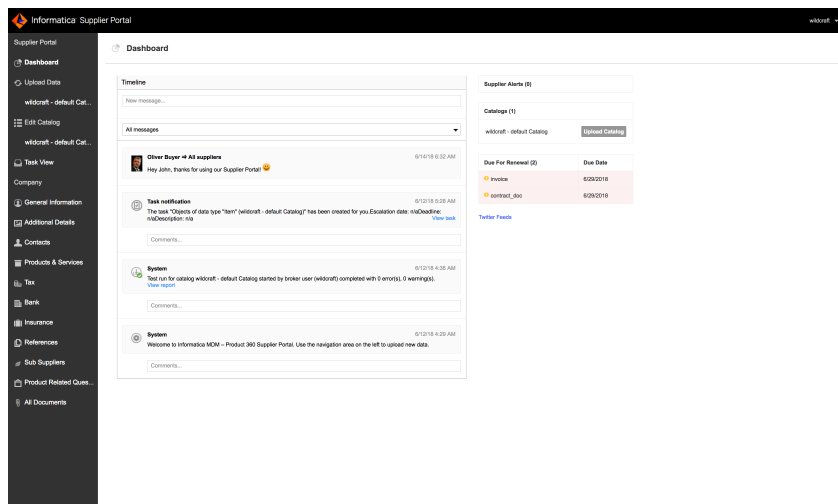 Informatica Supplier Portal
wildcraft
Supplier Portal
Dashboard
Upload Data
wildcraft - default Cat...
Edit Catalog
wildcraft - default Cat...
Task View
Company
General Information
Additional Details
Contacts
Products & Services
Tax
Bank
Insurance
References
Sub Suppliers
Product Related Ques...
All Documents
Dashboard
Timeline
New message...
All messages
Oliver Buyer ⇒ All suppliers 6/14/18 6:32 AM
Hey John, thanks for using our Supplier Portal! 😀
Task notification 6/12/18 5:28 AM
The task "Objects of data type "Item" (wildcraft - default Catalog)" has been created for you.Escalation date: n/aDeadline:
n/aDescription: n/a View task
Comments...
System 6/12/18 4:36 AM
Test run for catalog wildcraft - default Catalog started by broker user (wildcraft) completed with 0 error(s), 0 warning(s).
View report
Comments...
System 6/12/18 4:29 AM
Welcome to Informatica MDM – Product 360 Supplier Portal. Use the navigation area on the left to upload new data.
Comments...
Supplier Alerts (0)
Catalogs (1)
wildcraft - default Catalog Upload Catalog
Due For Renewal (2) Due Date
invoice 6/29/2018
contract_doc 6/29/2018
Twitter Feeds